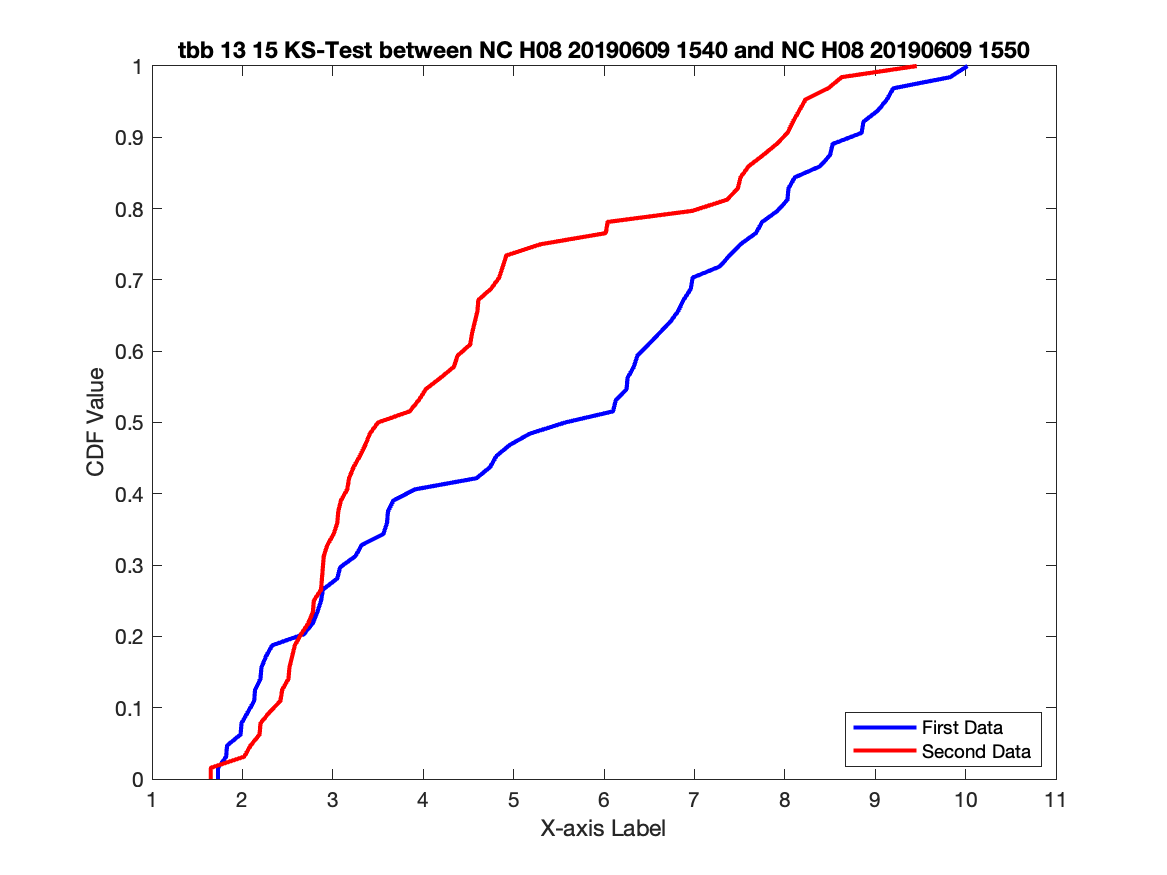 tbb 13 15 KS-Test between NC H08 20190609 1540 and NC H08 20190609 1550
1
0.9
0.8
0.7
0.6
0.5
0.4
0.3
0.2
0.1
0
CDF Value
First Data
Second Data
1 2 3 4 5 6 7 8 9 10 11
X-axis Label